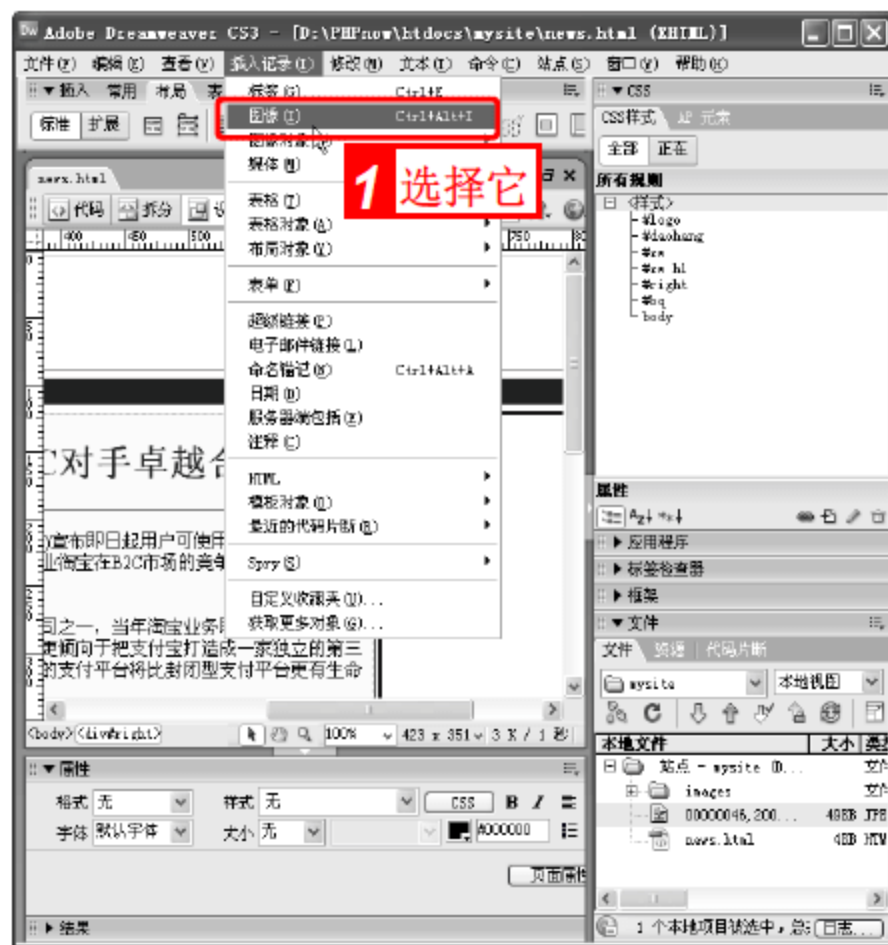 Adobe Dreamweaver CS3 - [D:\PHPnow\htdocs\mysite\news.html (XHTML)]
文件(F) 编辑(E) 查看(V) 插入记录(I) 修改(M) 文本(T) 命令(C) 站点(S) 窗口(W) 帮助(H)
插入 常用 布局 表
标准 扩展
标签(G)... Ctrl+E
图像(I) Ctrl+Alt+I
图像对象(M)
媒体(M)
1 选择它
表格(T)
表格对象(A)
布局对象(Y)
表单(F)
超级链接(P)
电子邮件链接(L)
命名锚记(N) Ctrl+Alt+A
日期(D)
服务器端包括(E)
注释(C)
HTML
模板对象(O)
最近的代码片断(R)
Spry(S)
自定义收藏夹(U)...
获取更多对象(G)...
news.html
代码 拆分
400 450 500 750
C对手卓越
宣布即日起用户可使用
业淘宝在B2C市场的竞争
司之一，当年淘宝业务
更倾向于把支付宝打造成一家独立的第三
的支付平台将比封闭型支付平台更有生命
<body> <div#right> 100% 423 x 351 3 K / 1 秒
属性
格式 无 样式 无 CSS B I
字体 默认字体 大小 无 #000000
页面属性
结果
CSS
CSS样式 AP 元素
全部 正在
所有规则
<样式>
#logo
#daohang
#right
#bq
body
属性
应用程序
标签检查器
框架
文件
文件 资源 代码片断
mysite 本地视图
本地文件 大小 类
站点 - mysite (D... 文件
images 文件
00000046,200... 49KB JPE
news.html 4KB HTM
1 个本地项目被选中，总: 日志...